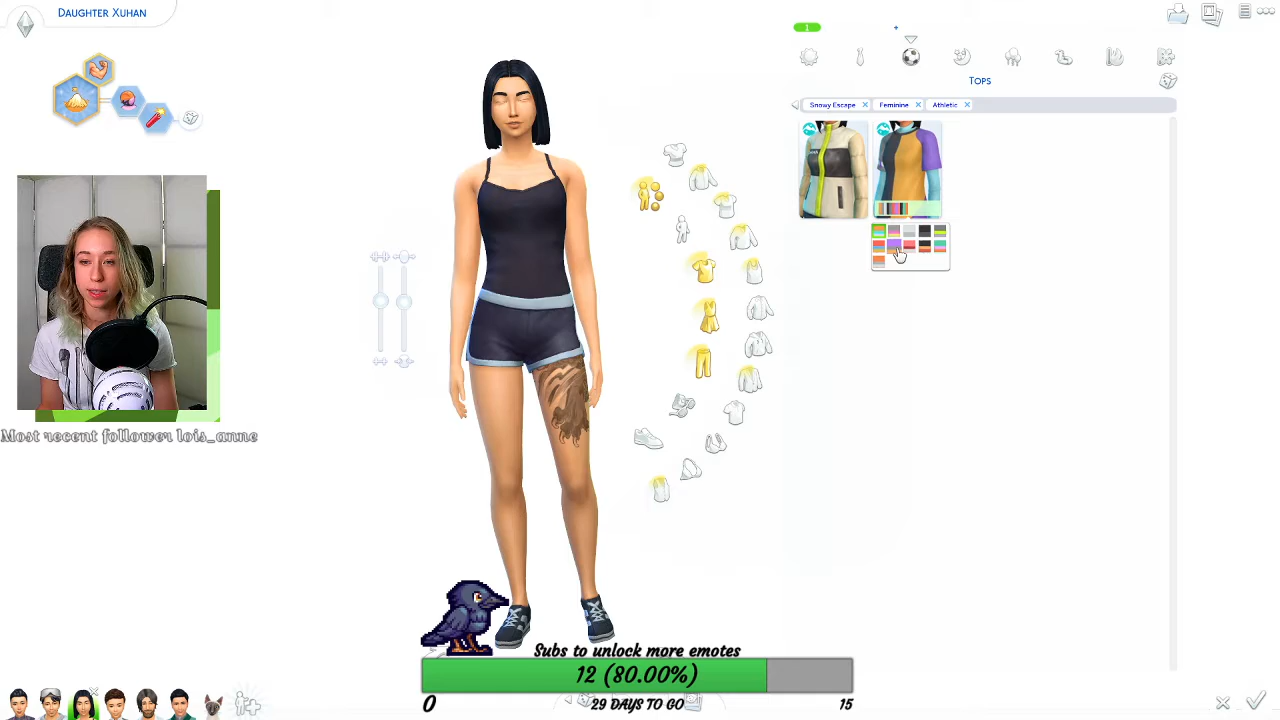 Daughter Xuhan
1
+
Tops
Snowy Escape
Feminine
Athletic
Most recent follower lois_anne
Subs to unlock more emotes
12 (80.00%)
0
29 DAYS TO GO
15